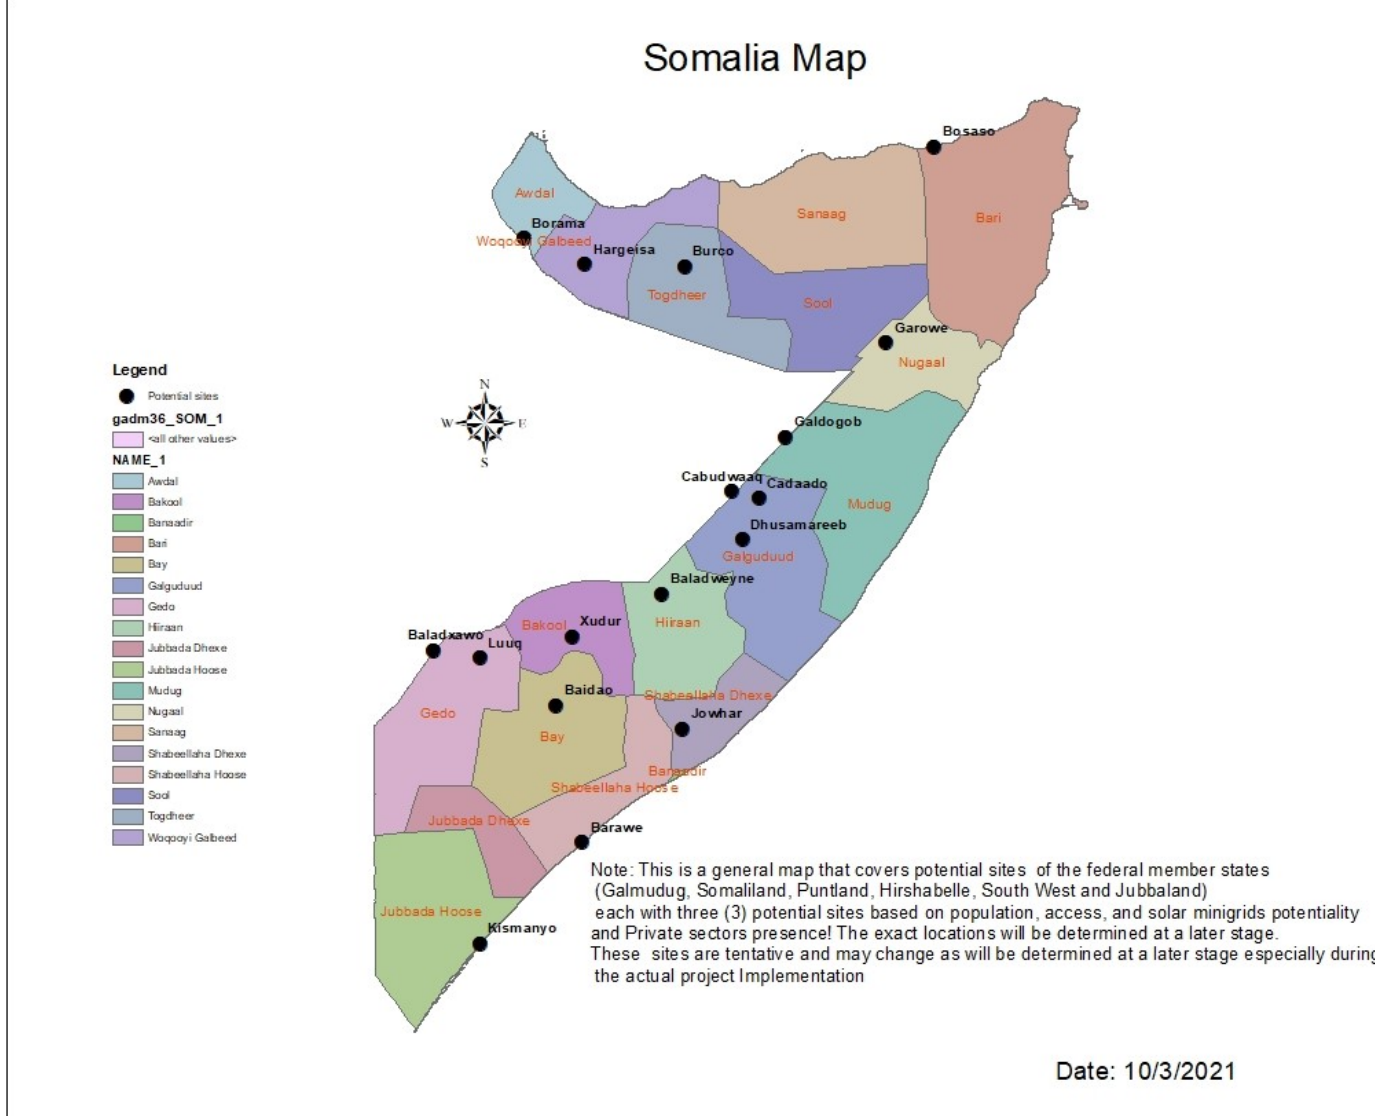 Somalia Map
Bosaso
Awdal
Sanaag
Bari
Borama
Woqooyi Galbeed
Hargeisa
Burco
Togdheer
Sool
Garowe
Nugaal
Legend
Potential sites
gadm36_SOM_1
<all other values>
NAME_1
Awdal
Bakool
Banaadir
Bari
Bay
Galguduud
Gedo
Hiiraan
Jubbada Dhexe
Jubbada Hoose
Mudug
Nugaal
Sanaag
Shabeellaha Dhexe
Shabeellaha Hoose
Sool
Togdheer
Woqooyi Galbeed
N
W
E
S
Galdogob
Cabudwaaq
Cadaado
Mudug
Dhusamareeb
Galguduud
Baladweyne
Hiiraan
Bakool
Xudur
Baladxawo
Luuq
Baidao
Gedo
Bay
Shabeellaha Dhexe
Jowhar
Banaadir
Shabeellaha Hoose
Jubbada Dhexe
Barawe
Jubbada Hoose
Kismanyo
Note: This is a general map that covers potential sites of the federal member states
(Galmudug, Somaliland, Puntland, Hirshabelle, South West and Jubbaland)
each with three (3) potential sites based on population, access, and solar minigrids potentiality
and Private sectors presence! The exact locations will be determined at a later stage.
These sites are tentative and may change as will be determined at a later stage especially during
the actual project Implementation
Date: 10/3/2021